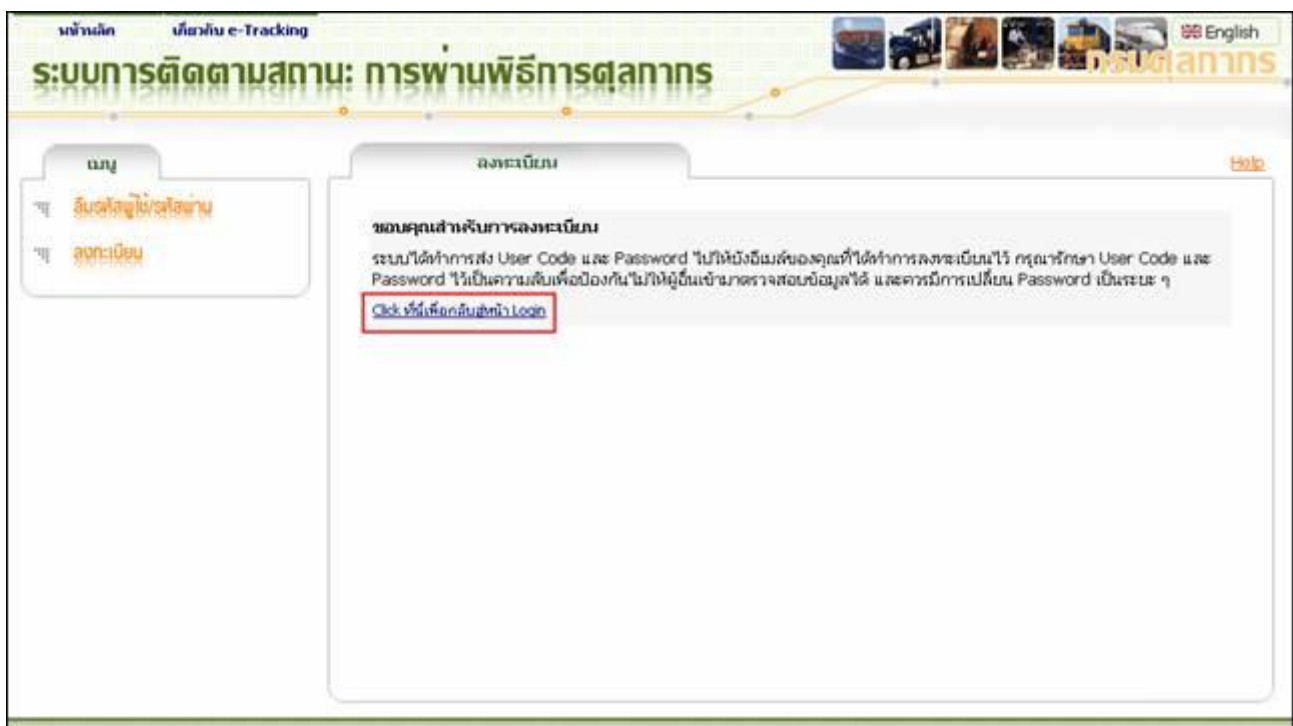 หน้าหลัก เกี่ยวกับ e-Tracking
English
ระบบการติดตามสถานะ การผ่านพิธีการศุลกากร
กรมศุลกากร
เมนู
ลงทะเบียน
Help
ลืมรหัสผู้ใช้/รหัสผ่าน
ลงทะเบียน
ขอบคุณสำหรับการลงทะเบียน
ระบบได้ทำการส่ง User Code และ Password ไปให้ยังอีเมล์ของคุณที่ได้ทำการลงทะเบียนไว้ กรุณารักษา User Code และ
Password ไว้เป็นความลับเพื่อป้องกันไม่ให้ผู้อื่นเข้ามาตรวจสอบข้อมูลได้ และควรมีการเปลี่ยน Password เป็นระยะ ๆ
Click ที่นี่เพื่อกลับสู่หน้า Login